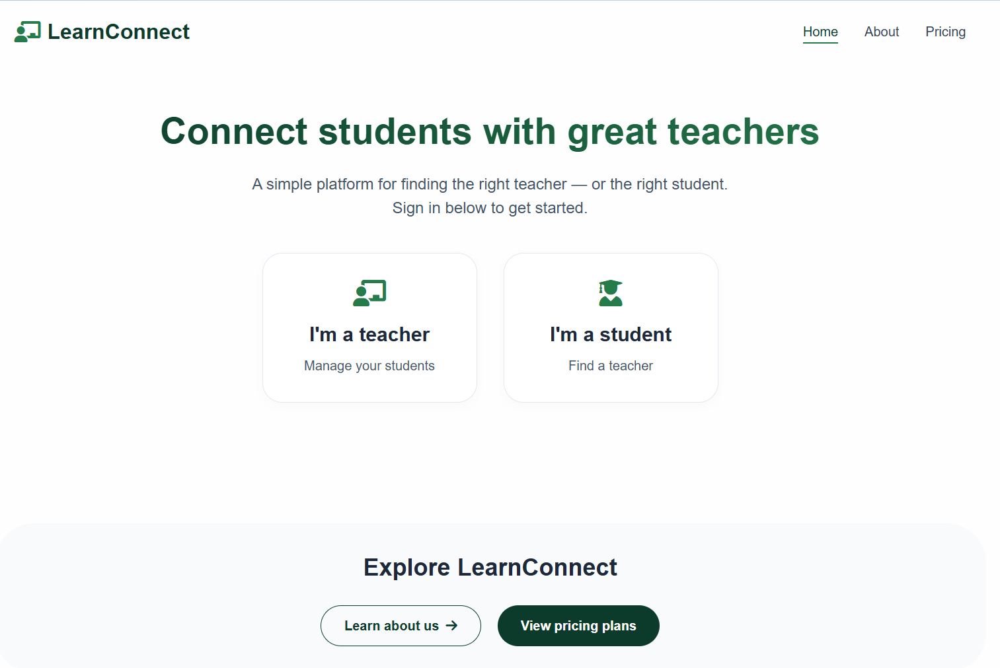 LearnConnect
Home
About
Pricing
Connect students with great teachers
A simple platform for finding the right teacher — or the right student.
Sign in below to get started.
I'm a teacher
Manage your students
I'm a student
Find a teacher
Explore LearnConnect
Learn about us →
View pricing plans